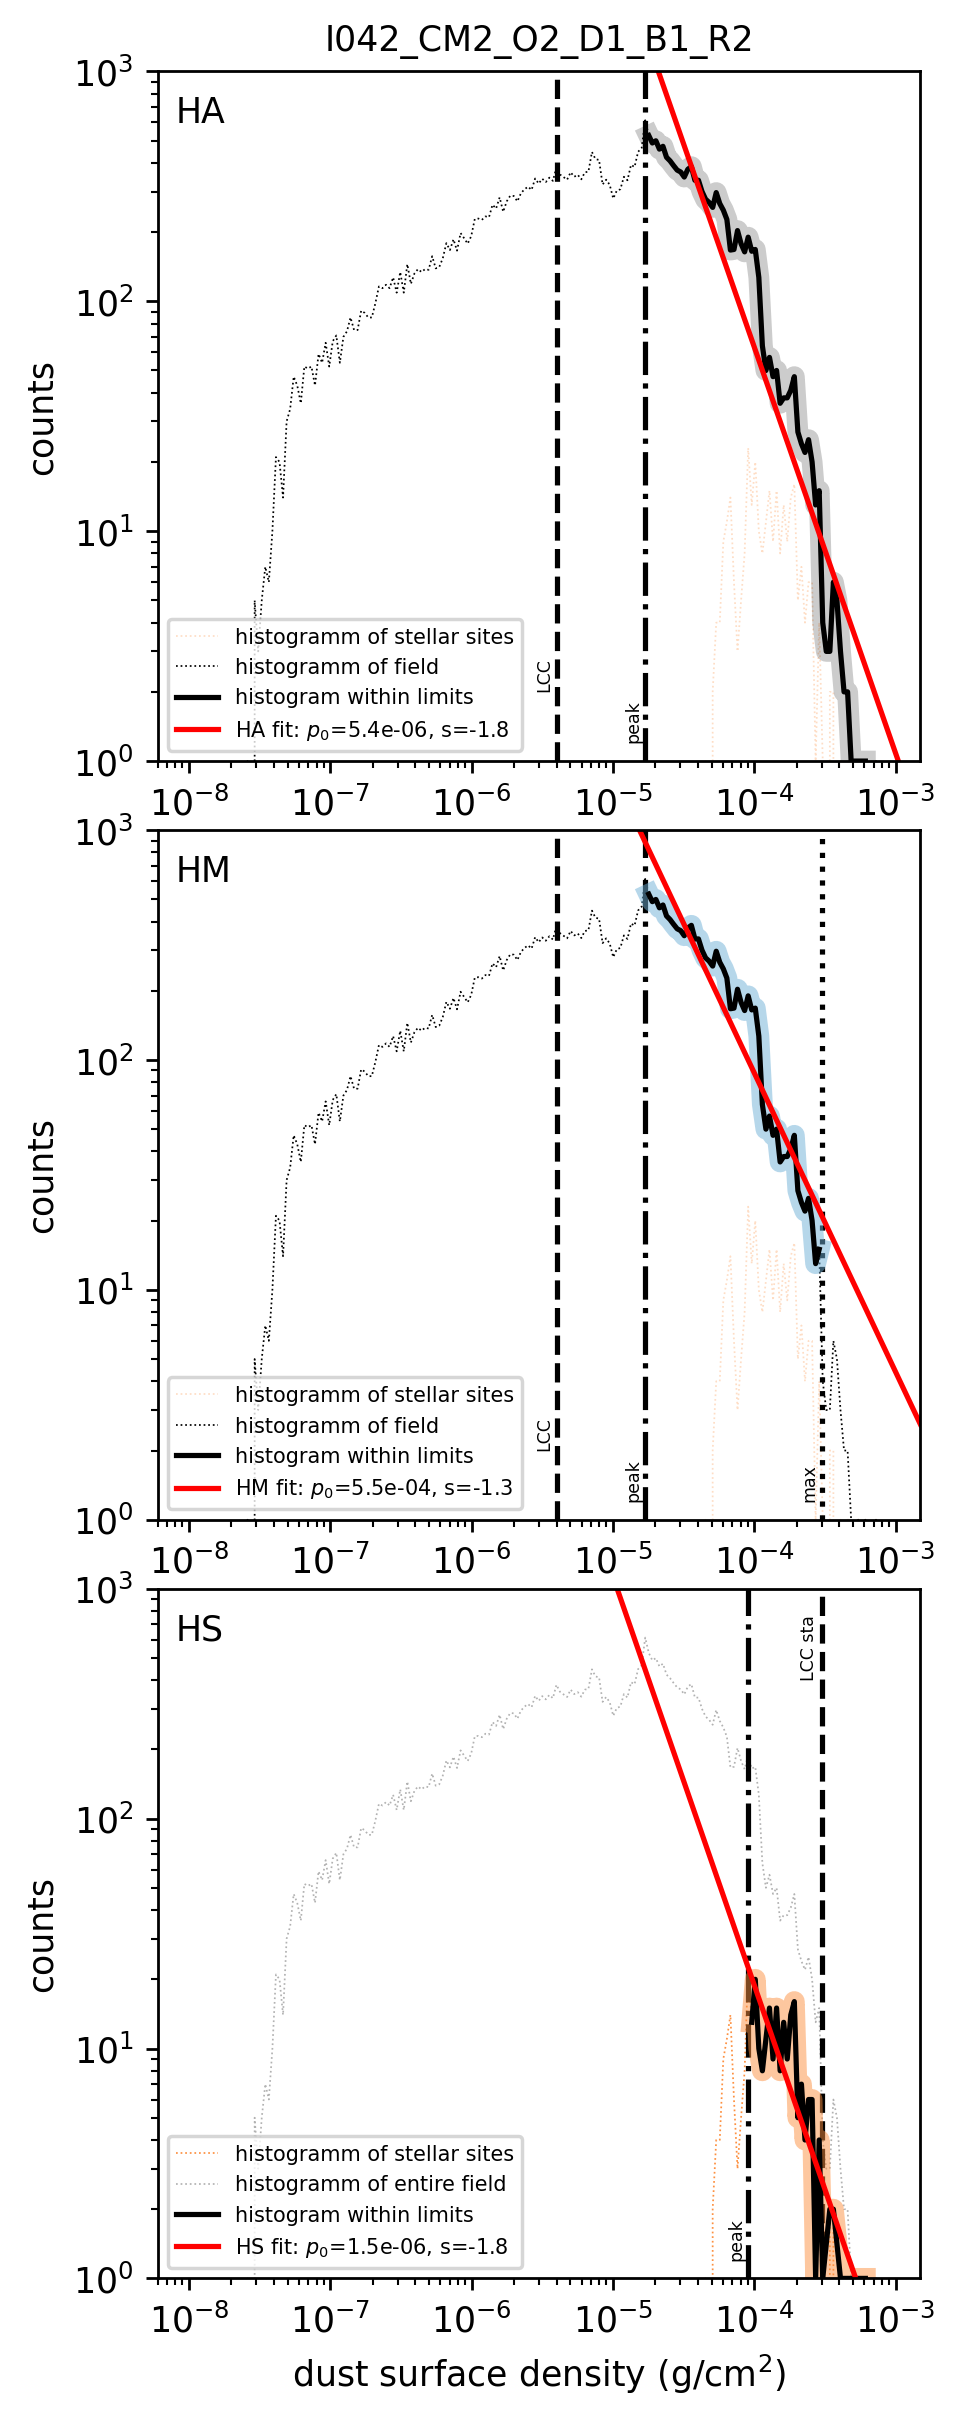 I042_CM2_O2_D1_B1_R2
HA
counts
10³
10²
10¹
10⁰
LCC
peak
histogramm of stellar sites
histogramm of field
histogram within limits
HA fit: p₀=5.4e-06, s=-1.8
10⁻⁸ 10⁻⁷ 10⁻⁶ 10⁻⁵ 10⁻⁴ 10⁻³
HM
counts
10³
10²
10¹
10⁰
LCC
peak
max
histogramm of stellar sites
histogramm of field
histogram within limits
HM fit: p₀=5.5e-04, s=-1.3
10⁻⁸ 10⁻⁷ 10⁻⁶ 10⁻⁵ 10⁻⁴ 10⁻³
HS
LCC sta
counts
10³
10²
10¹
10⁰
peak
histogramm of stellar sites
histogramm of entire field
histogram within limits
HS fit: p₀=1.5e-06, s=-1.8
10⁻⁸ 10⁻⁷ 10⁻⁶ 10⁻⁵ 10⁻⁴ 10⁻³
dust surface density (g/cm²)